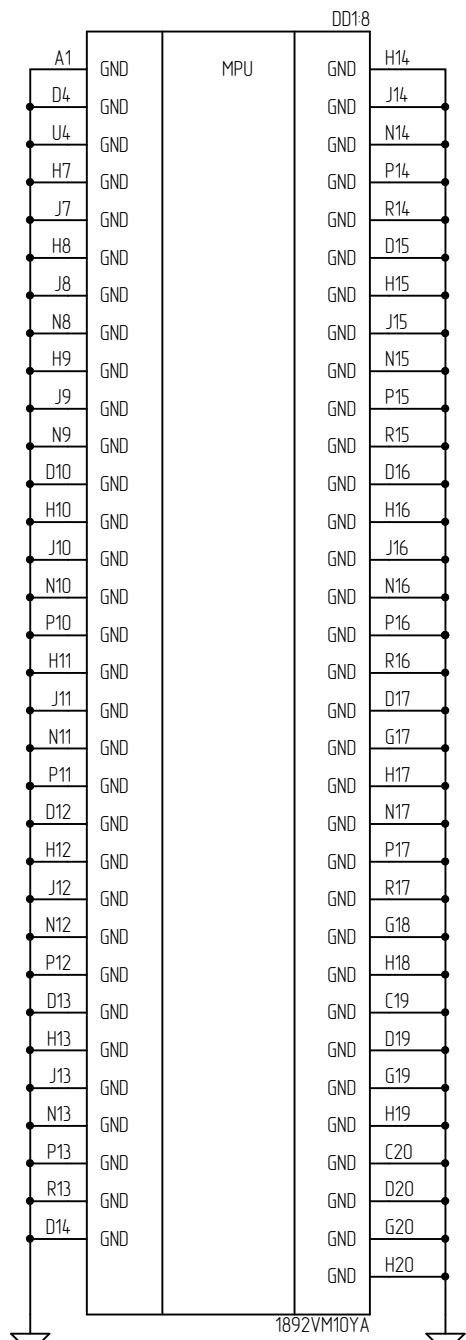 DD1:8
A1 GND MPU GND H14
D4 GND GND J14
U4 GND GND N14
H7 GND GND P14
J7 GND GND R14
H8 GND GND D15
J8 GND GND H15
N8 GND GND J15
H9 GND GND N15
J9 GND GND P15
N9 GND GND R15
D10 GND GND D16
H10 GND GND H16
J10 GND GND J16
N10 GND GND N16
P10 GND GND P16
H11 GND GND R16
J11 GND GND D17
N11 GND GND G17
P11 GND GND H17
D12 GND GND N17
H12 GND GND P17
J12 GND GND R17
N12 GND GND G18
P12 GND GND H18
D13 GND GND C19
H13 GND GND D19
J13 GND GND G19
N13 GND GND H19
P13 GND GND C20
R13 GND GND D20
D14 GND GND G20
GND H20
1892VM10YA